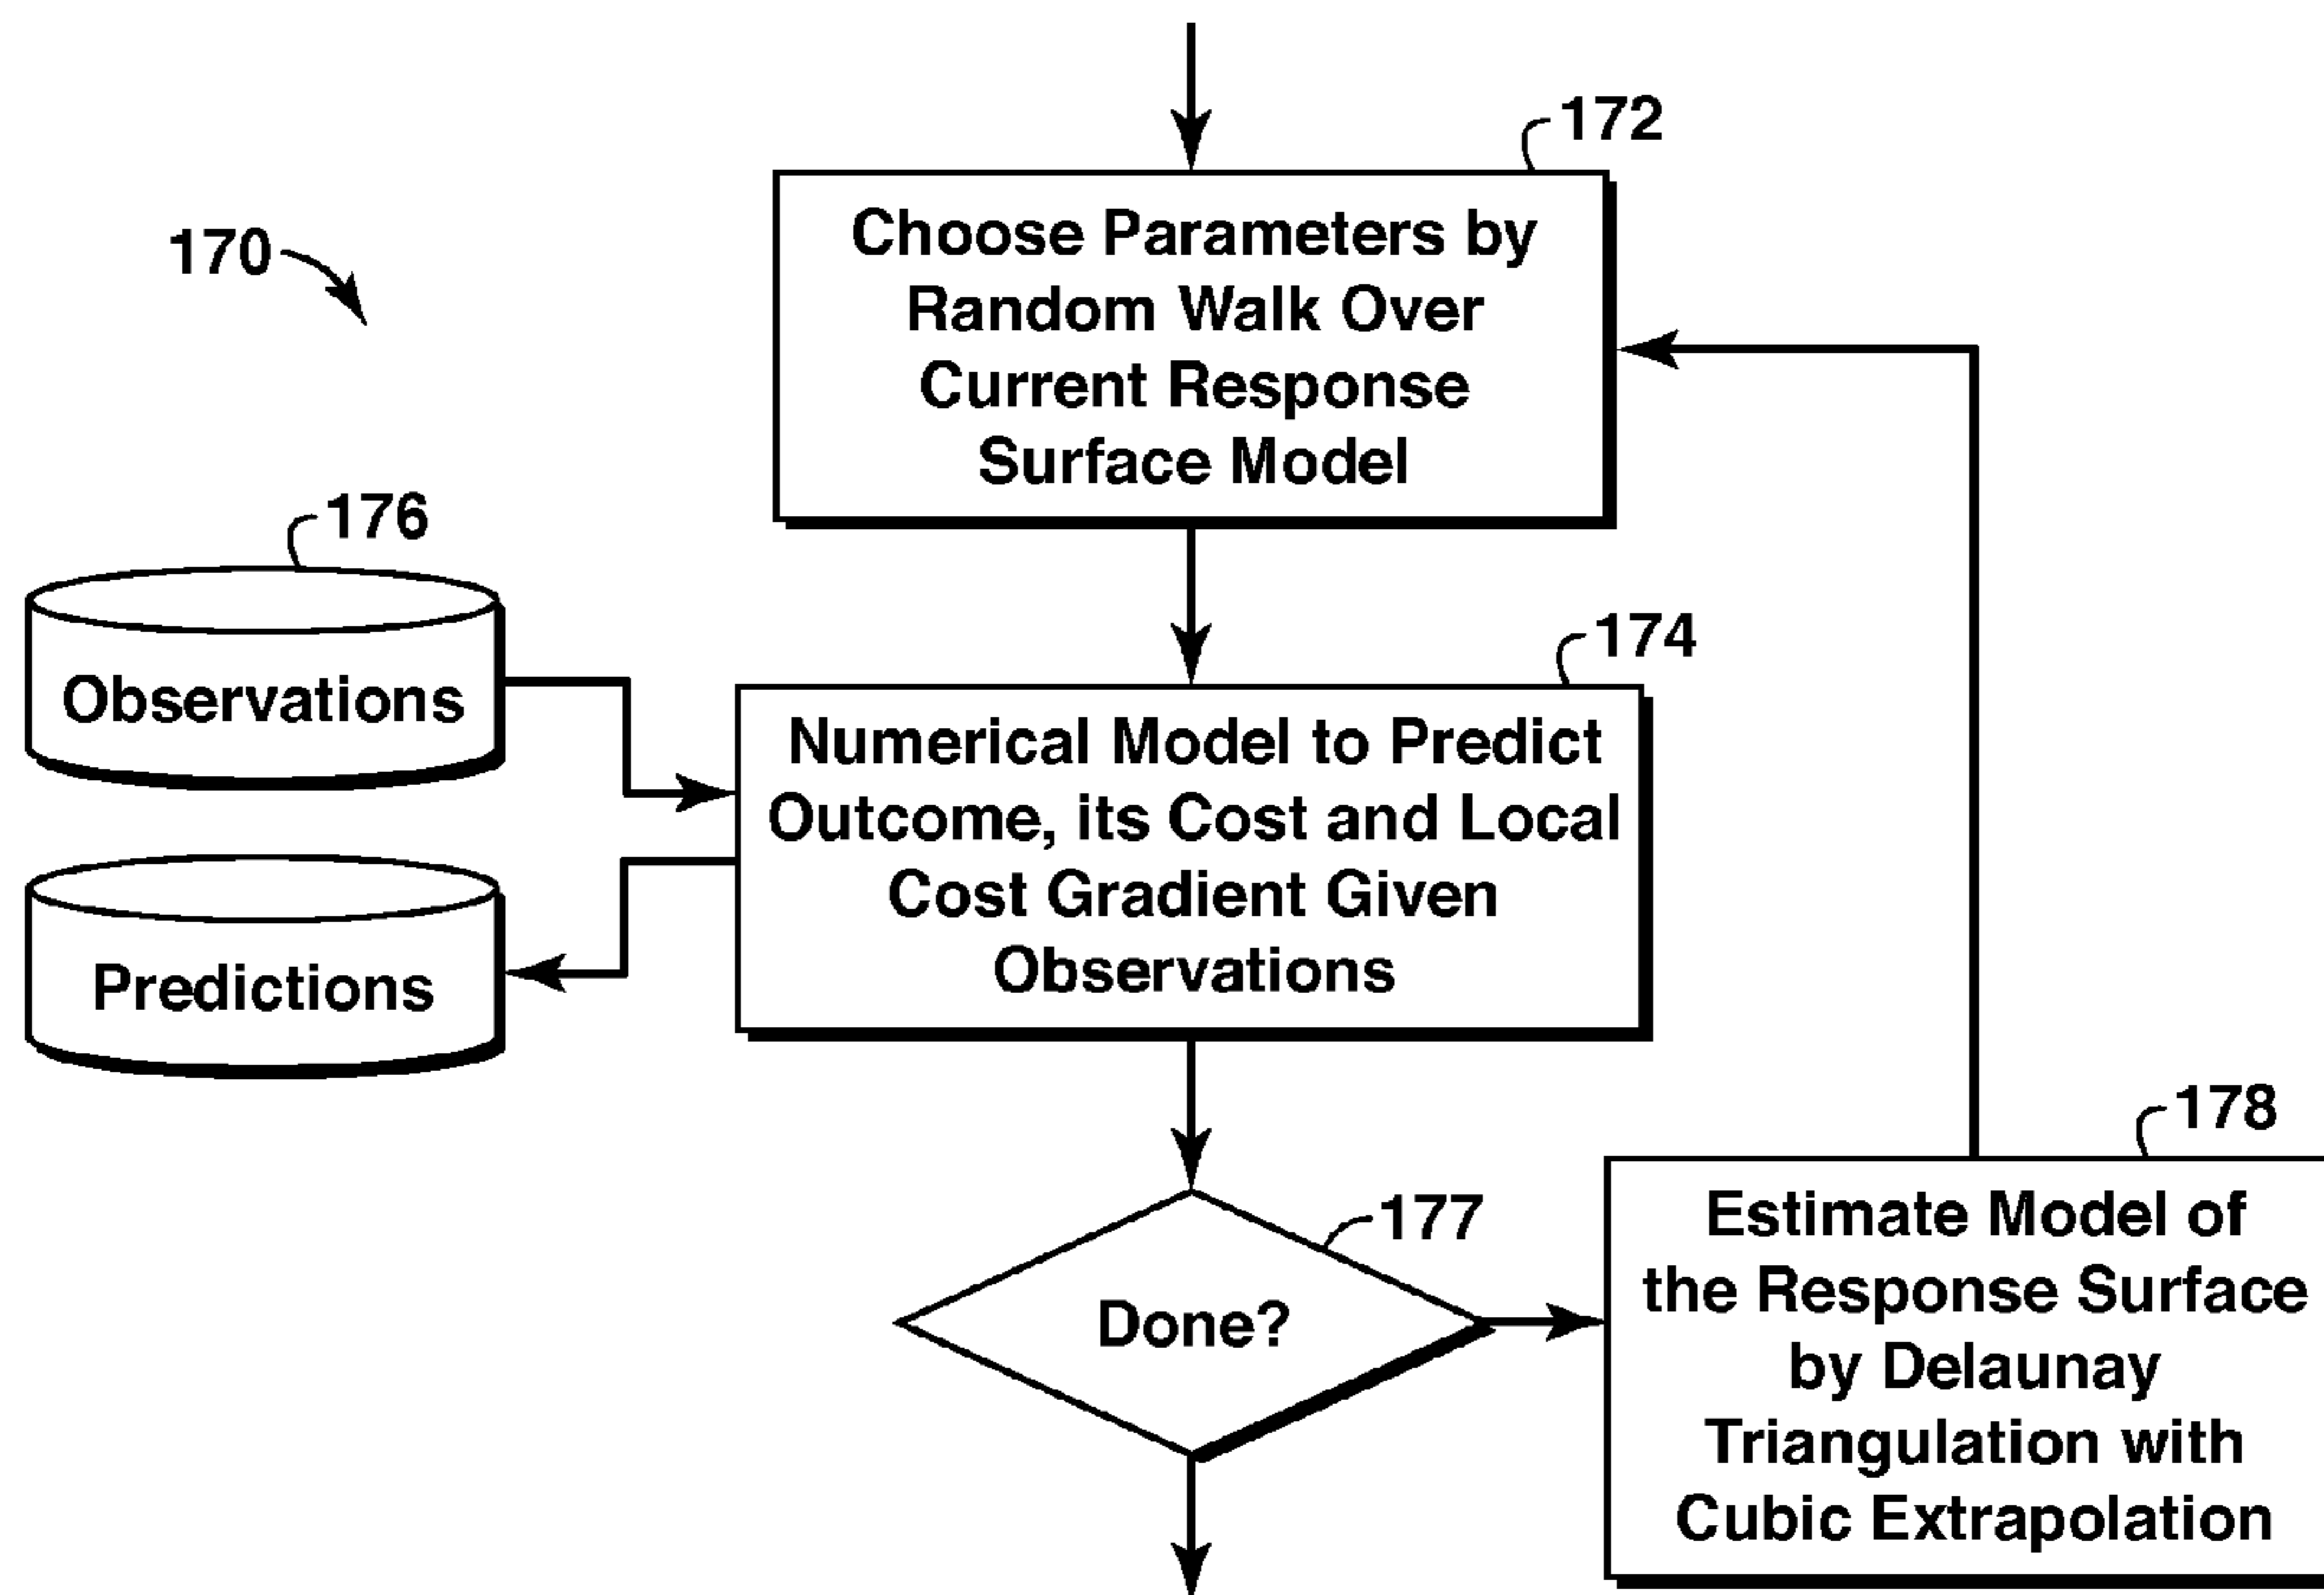 172
Choose Parameters by
Random Walk Over
Current Response
Surface Model
170
176
Observations
174
Numerical Model to Predict
Outcome, its Cost and Local
Cost Gradient Given
Observations
Predictions
177
Done?
178
Estimate Model of
the Response Surface
by Delaunay
Triangulation with
Cubic Extrapolation